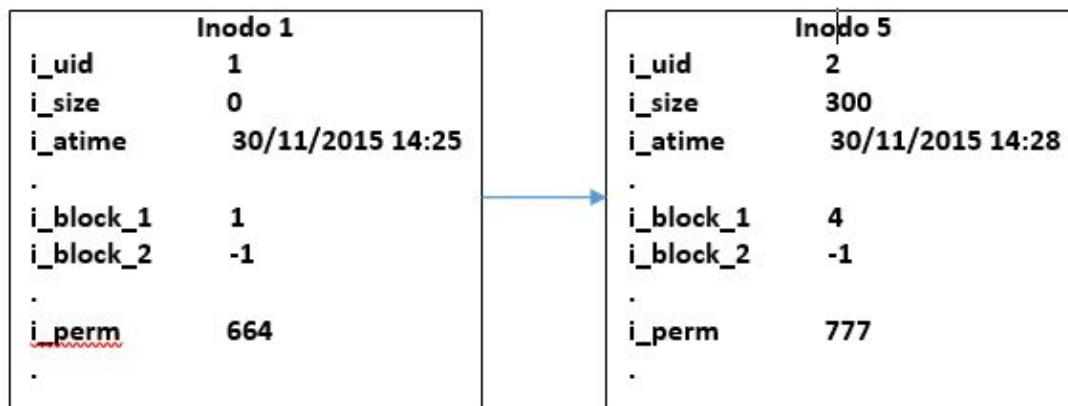 Inodo 1
i_uid 1
i_size 0
i_atime 30/11/2015 14:25
.
i_block_1 1
i_block_2 -1
.
i_perm 664
.
Inodo 5
i_uid 2
i_size 300
i_atime 30/11/2015 14:28
.
i_block_1 4
i_block_2 -1
.
i_perm 777
.